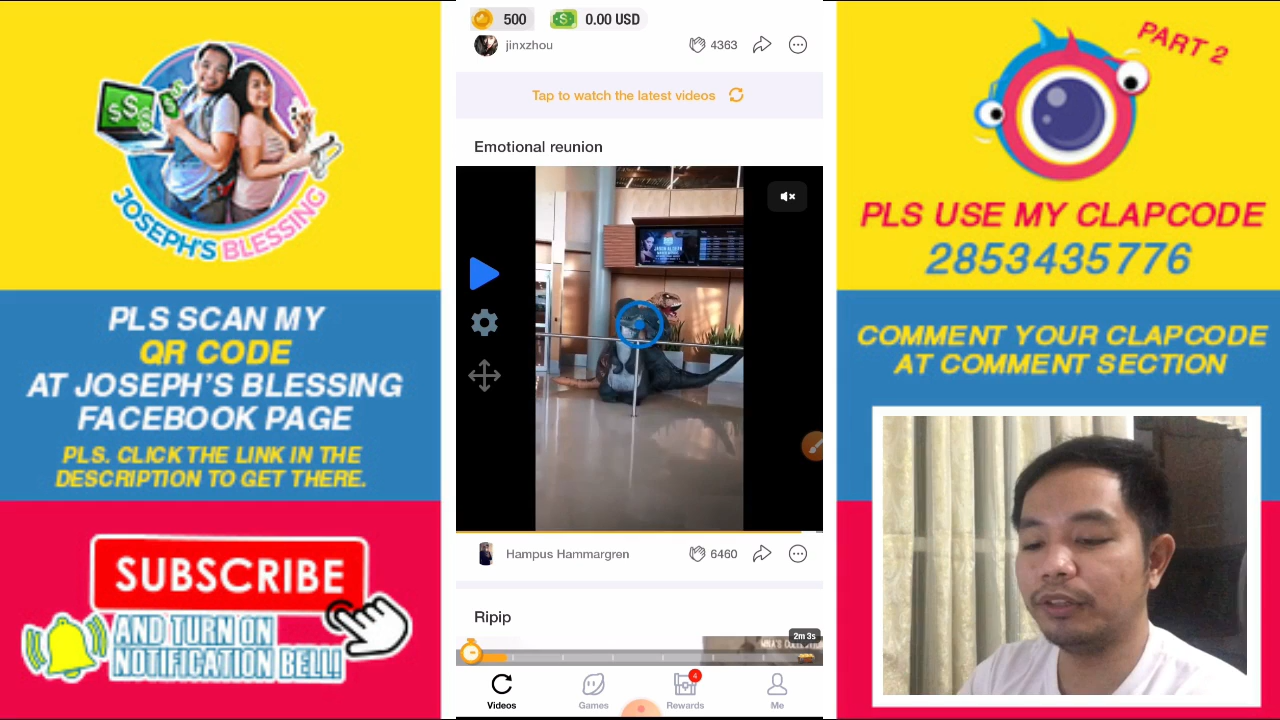 JOSEPH'S BLESSING
PLS SCAN MY
QR CODE
AT JOSEPH'S BLESSING
FACEBOOK PAGE
PLS. CLICK THE LINK IN THE
DESCRIPTION TO GET THERE.
SUBSCRIBE
AND TURN ON
NOTIFICATION BELL!
500
0.00 USD
jinxzhou
4363
Tap to watch the latest videos
Emotional reunion
Hampus Hammargren
6460
Ripip
2m 3s
Videos
Games
4
Rewards
Me
PART 2
PLS USE MY CLAPCODE
2853435776
COMMENT YOUR CLAPCODE
AT COMMENT SECTION